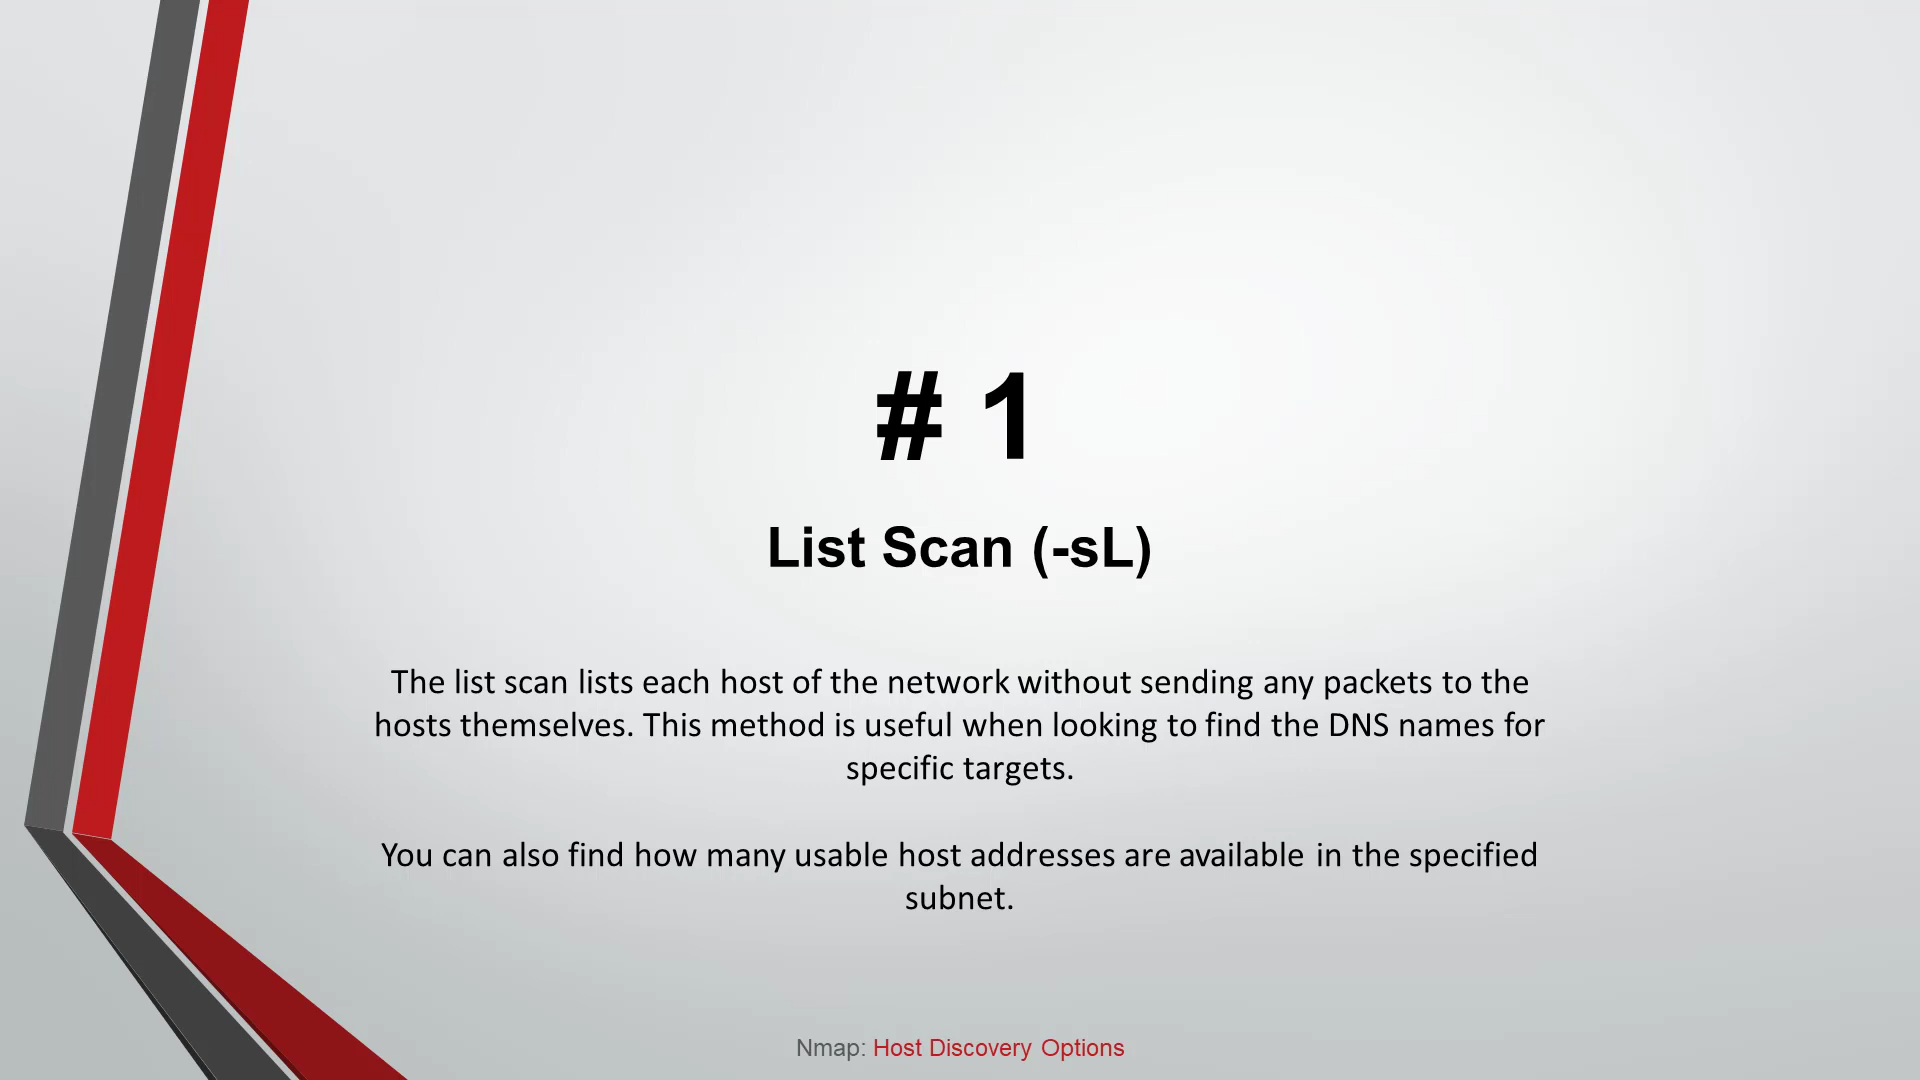 # 1
List Scan (-sL)
The list scan lists each host of the network without sending any packets to the
hosts themselves. This method is useful when looking to find the DNS names for
specific targets.
You can also find how many usable host addresses are available in the specified
subnet.
Nmap: Host Discovery Options